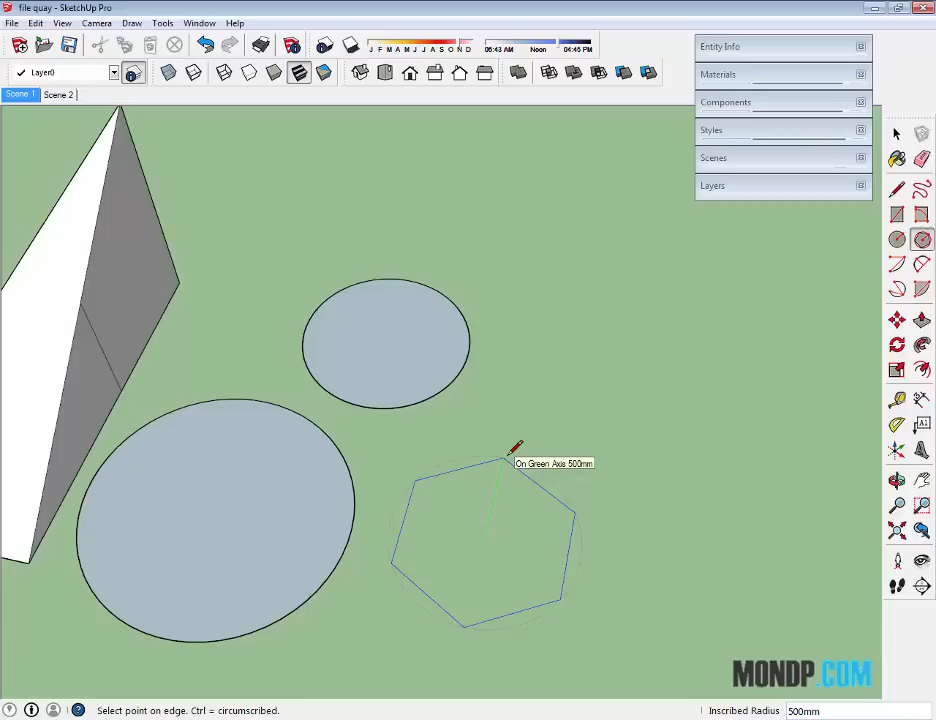 file quay - SketchUp Pro
File Edit View Camera Draw Tools Window Help
J F M A M J J A S O N D 06:43 AM Noon 04:45 PM
Layer0
Scene 1 Scene 2
Entity Info
Materials
Components
Styles
Scenes
Layers
A1
On Green Axis 500mm
MONDP.COM
Select point on edge. Ctrl = circumscribed. Inscribed Radius 500mm